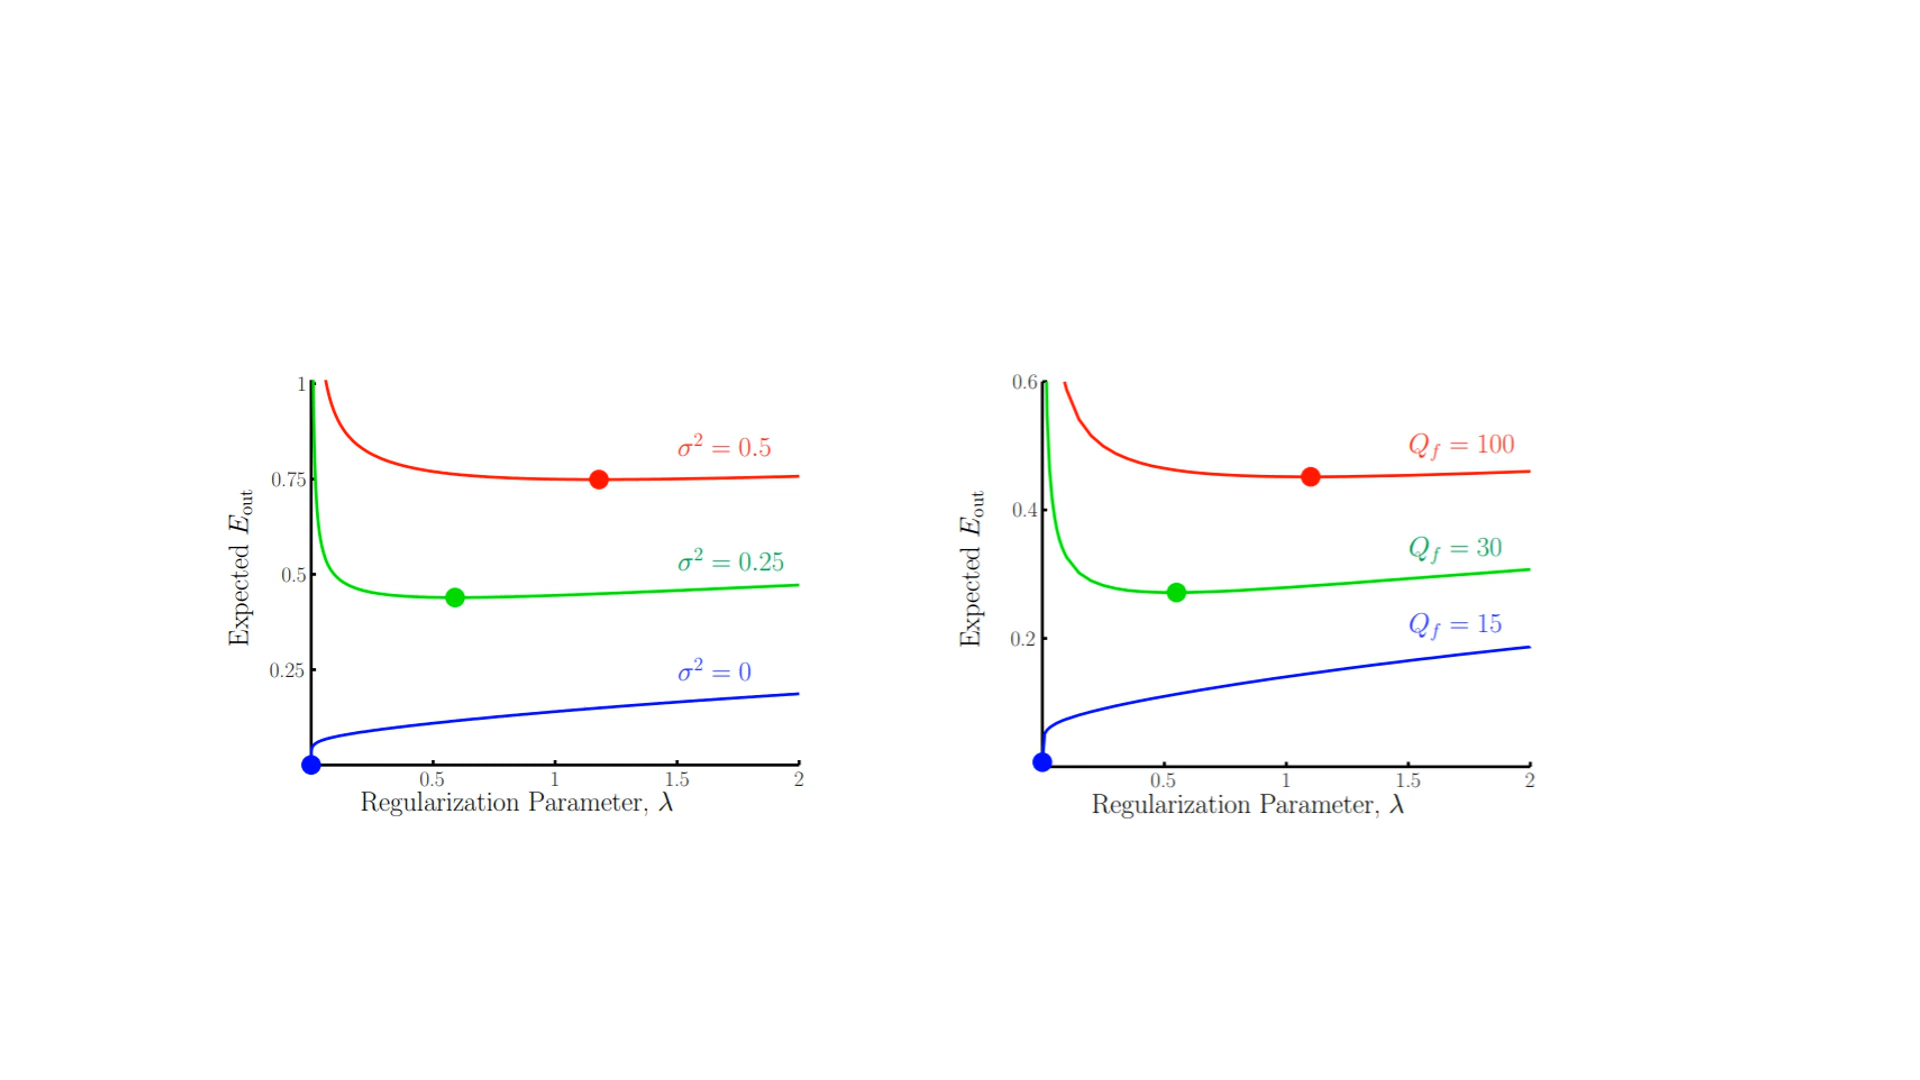 1
0.75
0.5
0.25
Expected E_out
σ² = 0.5
σ² = 0.25
σ² = 0
0.5 1 1.5 2
Regularization Parameter, λ
0.6
0.4
0.2
Expected E_out
Q_f = 100
Q_f = 30
Q_f = 15
0.5 1 1.5 2
Regularization Parameter, λ